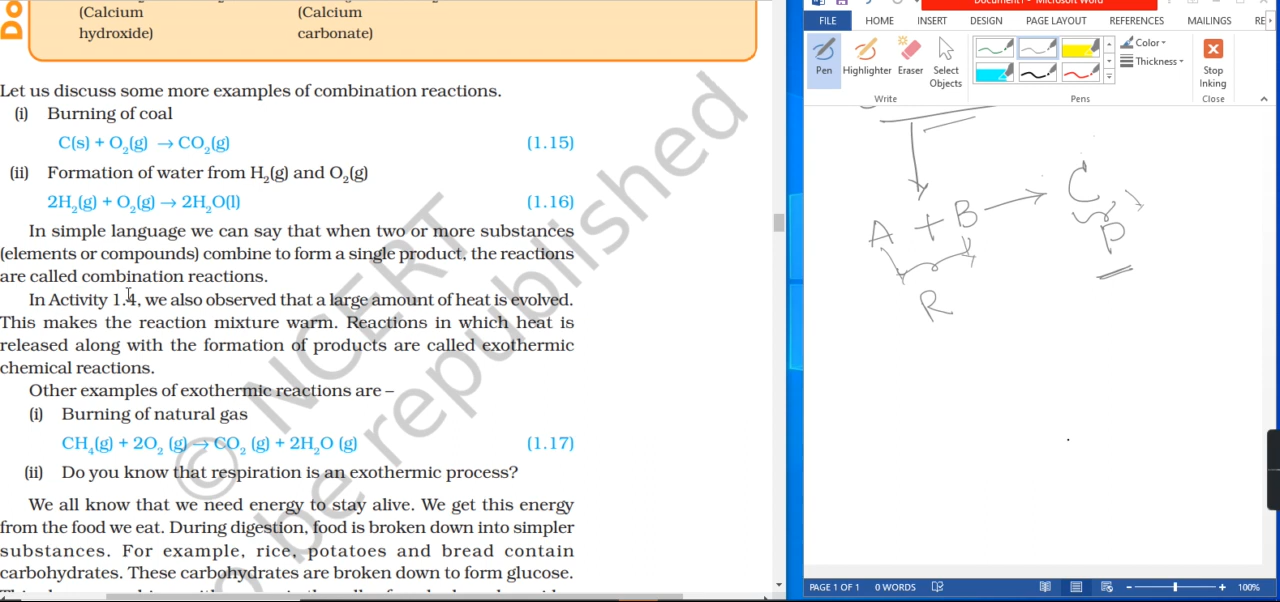 Do
(Calcium (Calcium
hydroxide) carbonate)
Let us discuss some more examples of combination reactions.
(i) Burning of coal
C(s) + O₂(g) → CO₂(g) (1.15)
(ii) Formation of water from H₂(g) and O₂(g)
2H₂(g) + O₂(g) → 2H₂O(l) (1.16)
In simple language we can say that when two or more substances
(elements or compounds) combine to form a single product, the reactions
are called combination reactions.
In Activity 1.4, we also observed that a large amount of heat is evolved.
This makes the reaction mixture warm. Reactions in which heat is
released along with the formation of products are called exothermic
chemical reactions.
Other examples of exothermic reactions are –
(i) Burning of natural gas
CH₄(g) + 2O₂ (g) → CO₂ (g) + 2H₂O (g) (1.17)
(ii) Do you know that respiration is an exothermic process?
We all know that we need energy to stay alive. We get this energy
from the food we eat. During digestion, food is broken down into simpler
substances. For example, rice, potatoes and bread contain
carbohydrates. These carbohydrates are broken down to form glucose.
© NCERT
be republished
FILE HOME INSERT DESIGN PAGE LAYOUT REFERENCES MAILINGS RE
Pen Highlighter Eraser Select Objects
Color
Thickness
Stop Inking
Write Pens Close
A + B → C
R P
PAGE 1 OF 1 0 WORDS 100%